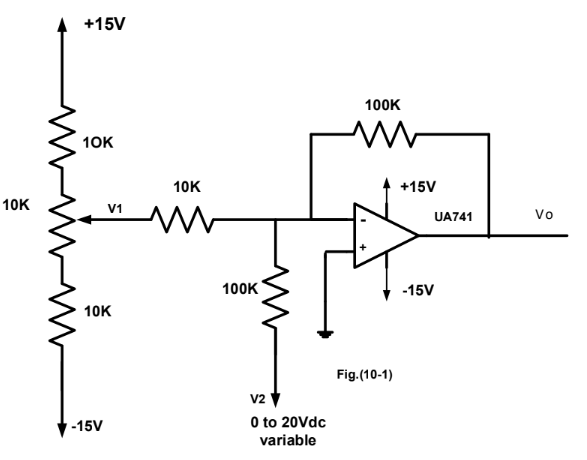 +15V
10K
10K
V1
10K
100K
+15V
UA741
Vo
-
+
100K
-15V
10K
Fig.(10-1)
V2
0 to 20Vdc
variable
-15V